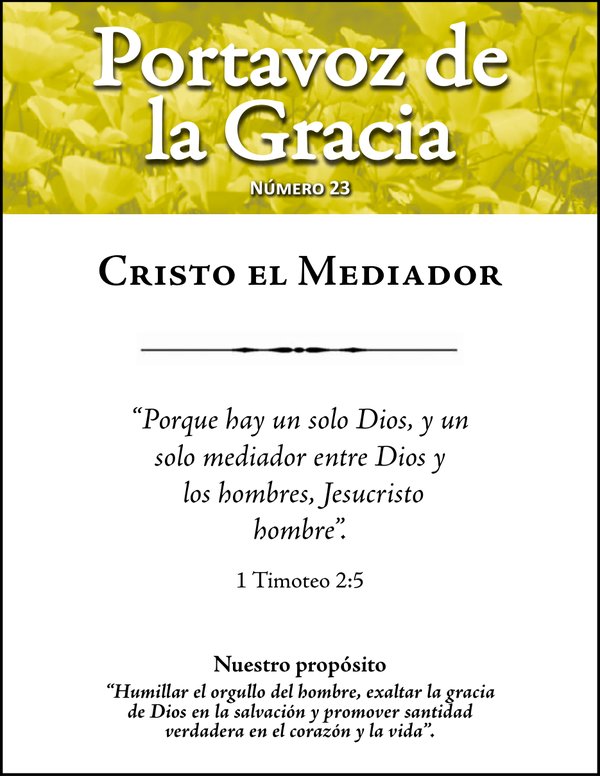 Portavoz de
la Gracia
NÚMERO 23
CRISTO EL MEDIADOR
“Porque hay un solo Dios, y un
solo mediador entre Dios y
los hombres, Jesucristo
hombre”.
1 Timoteo 2:5
Nuestro propósito
“Humillar el orgullo del hombre, exaltar la gracia
de Dios en la salvación y promover santidad
verdadera en el corazón y la vida”.